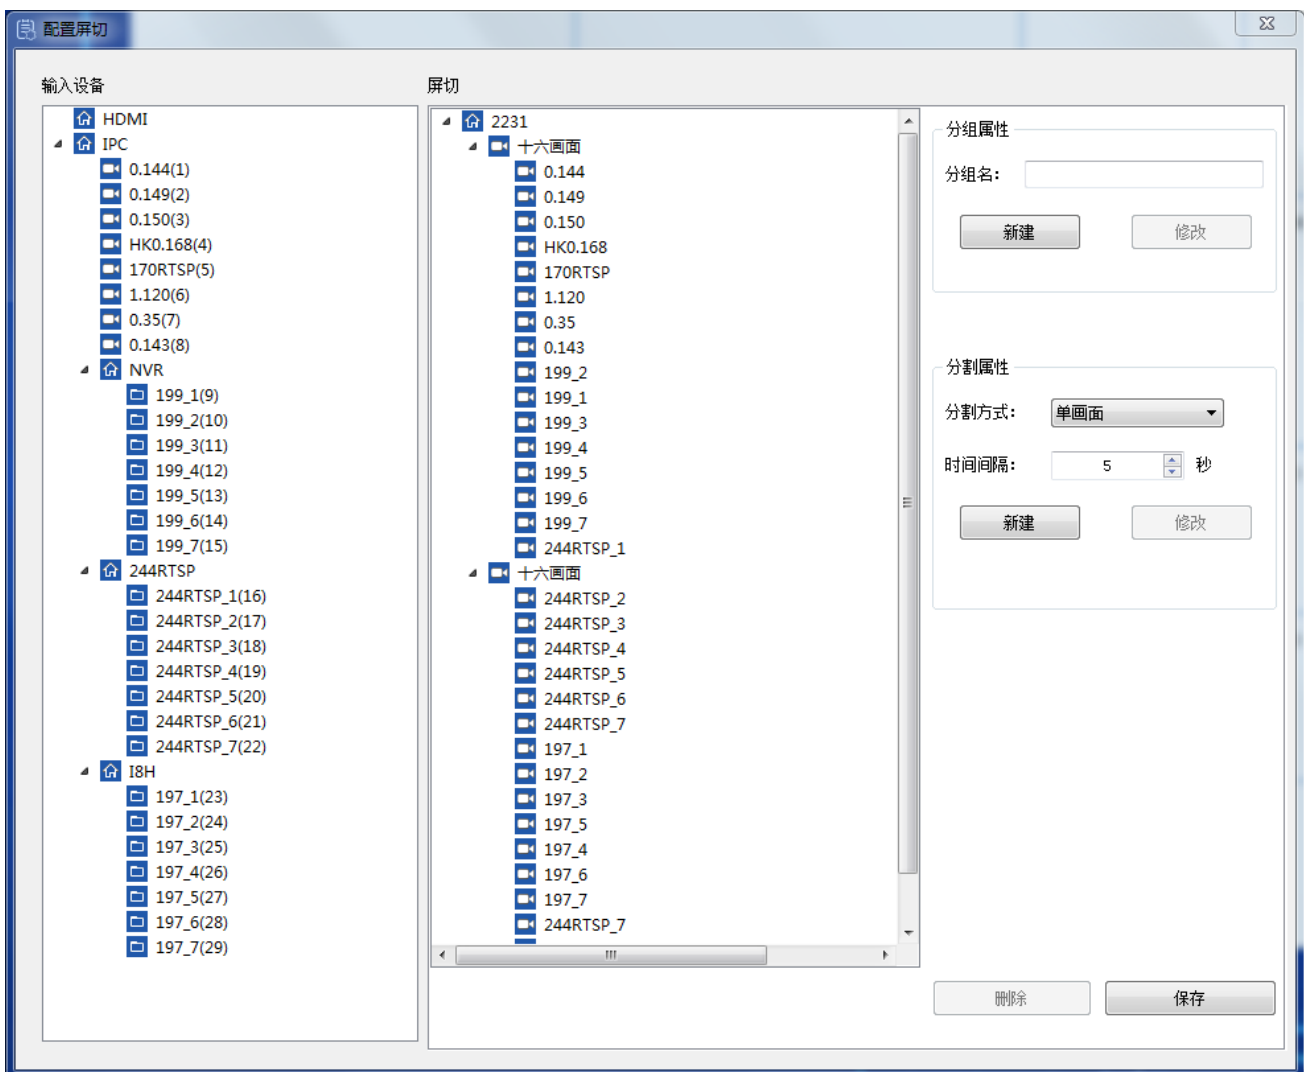 配置屏切
输入设备
HDMI
IPC
0.144(1)
0.149(2)
0.150(3)
HK0.168(4)
170RTSP(5)
1.120(6)
0.35(7)
0.143(8)
NVR
199_1(9)
199_2(10)
199_3(11)
199_4(12)
199_5(13)
199_6(14)
199_7(15)
244RTSP
244RTSP_1(16)
244RTSP_2(17)
244RTSP_3(18)
244RTSP_4(19)
244RTSP_5(20)
244RTSP_6(21)
244RTSP_7(22)
I8H
197_1(23)
197_2(24)
197_3(25)
197_4(26)
197_5(27)
197_6(28)
197_7(29)
屏切
2231
十六画面
0.144
0.149
0.150
HK0.168
170RTSP
1.120
0.35
0.143
199_2
199_1
199_3
199_4
199_5
199_6
199_7
244RTSP_1
十六画面
244RTSP_2
244RTSP_3
244RTSP_4
244RTSP_5
244RTSP_6
244RTSP_7
197_1
197_2
197_3
197_5
197_4
197_6
197_7
244RTSP_7
分组属性
分组名：
新建 修改
分割属性
分割方式： 单画面
时间间隔： 5 秒
新建 修改
删除 保存